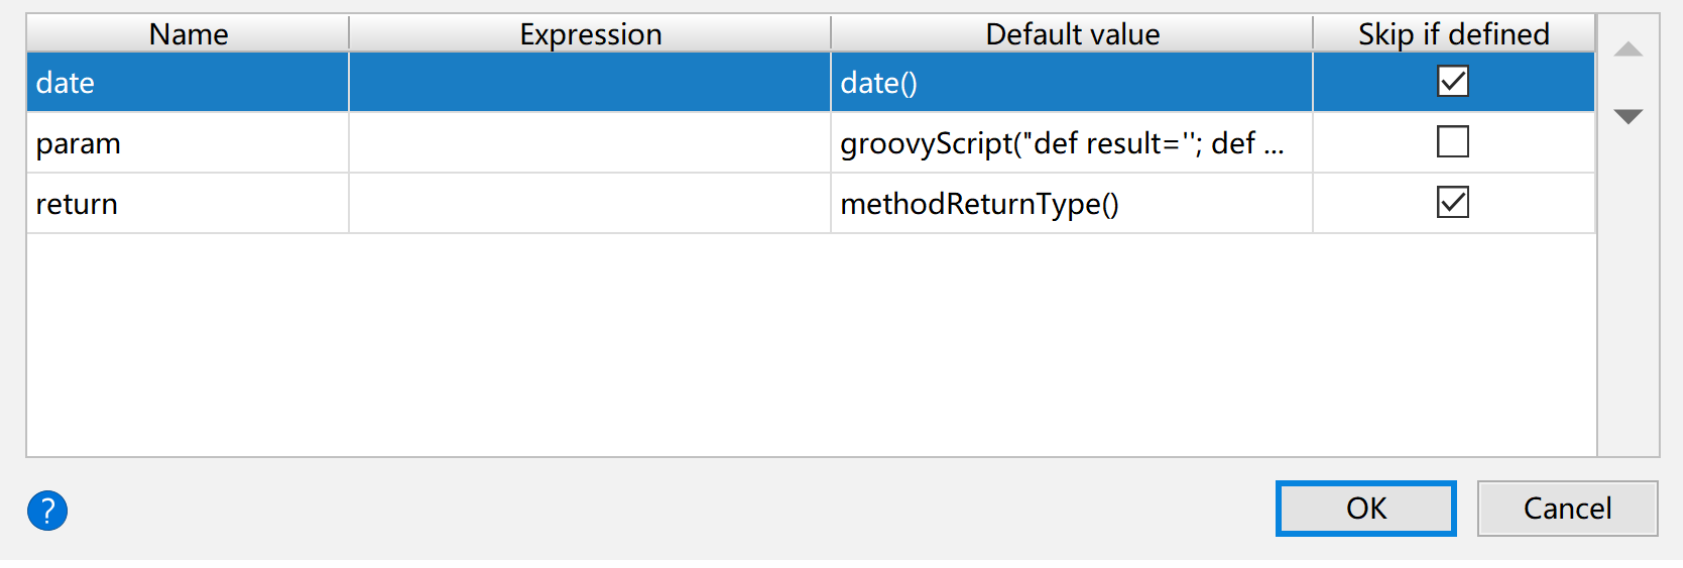 Name Expression Default value Skip if defined
date date()
param groovyScript("def result=''; def ...
return methodReturnType()
? OK Cancel